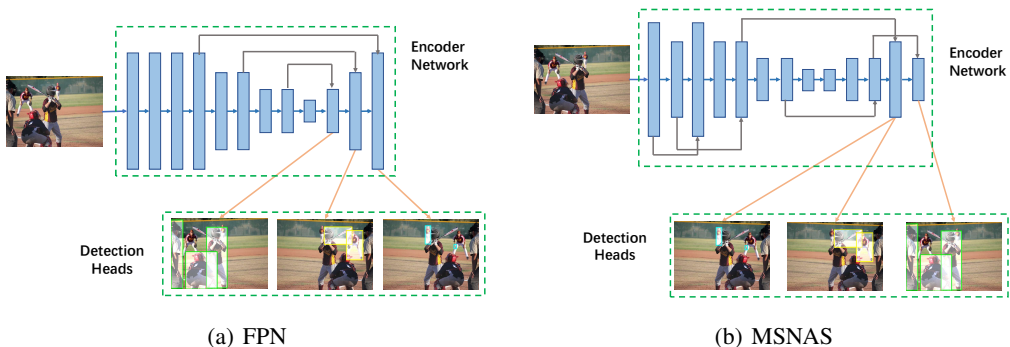 Encoder
Network
Detection
Heads
(a) FPN
Encoder
Network
Detection
Heads
(b) MSNAS